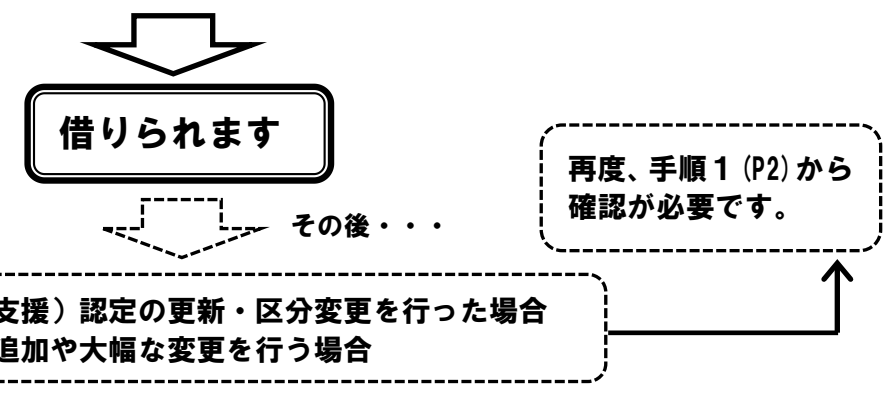 借りられます
再度、手順１(P2)から
確認が必要です。
その後・・・
支援）認定の更新・区分変更を行った場合
追加や大幅な変更を行う場合